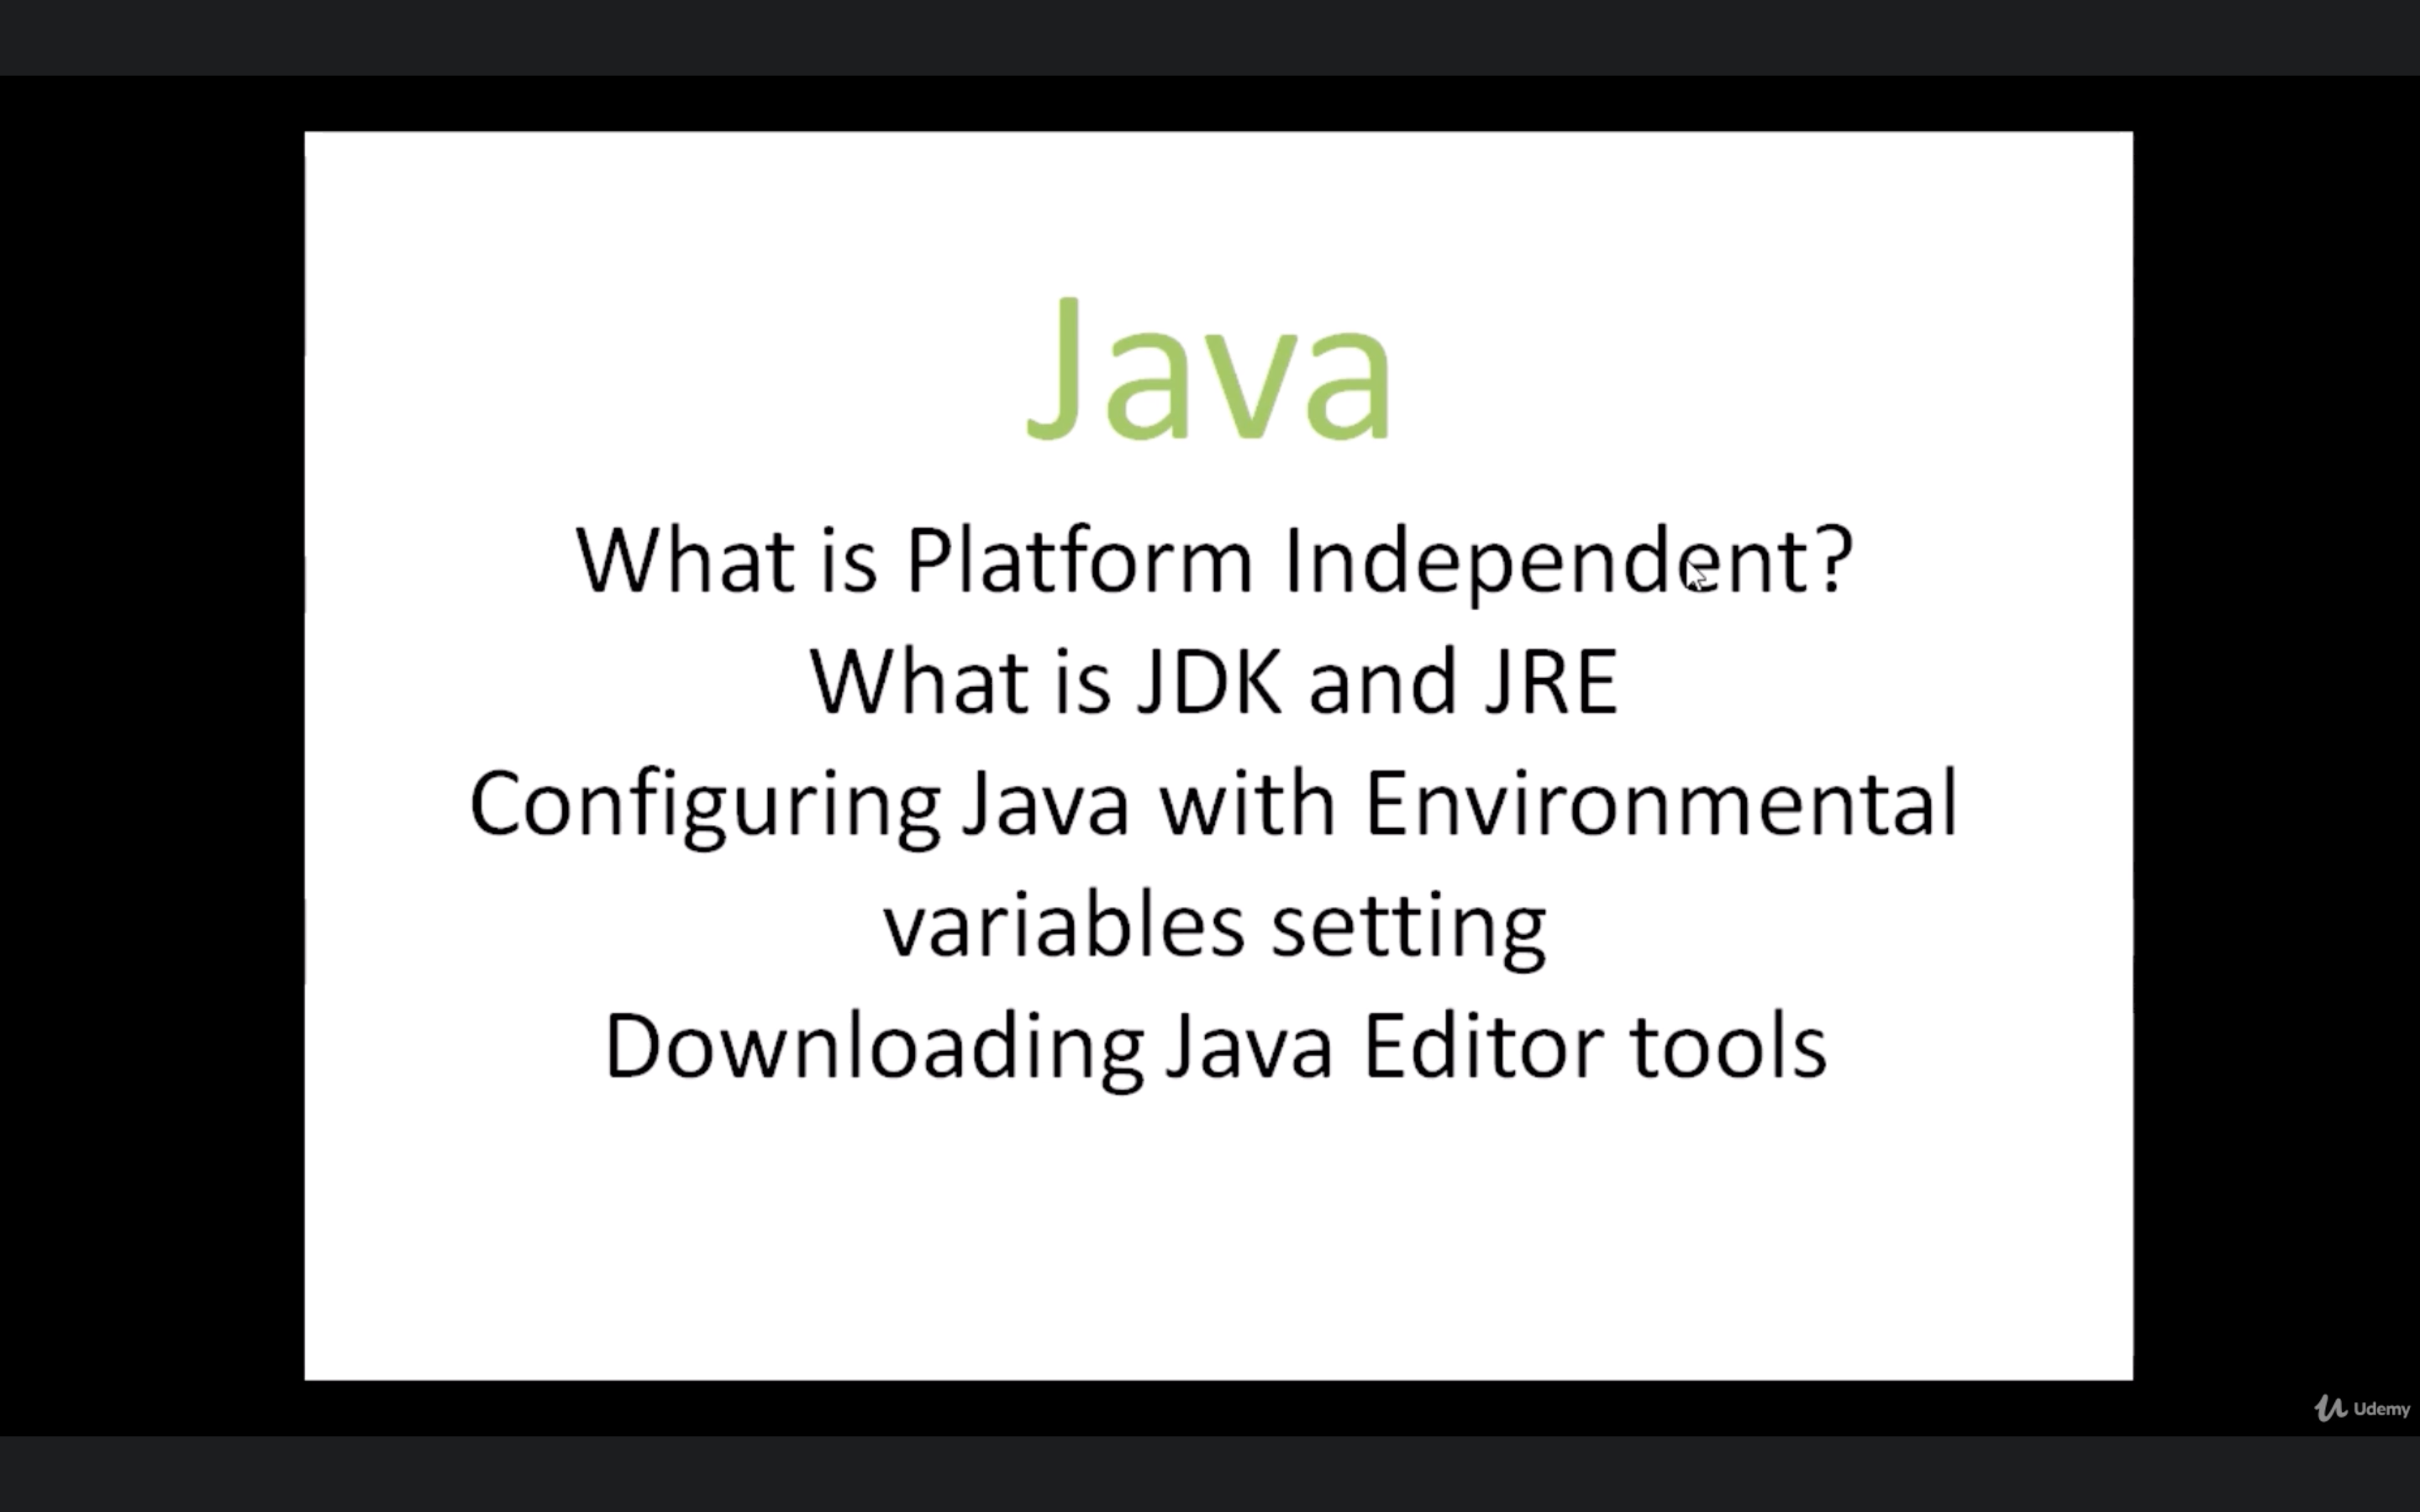 Java
What is Platform Independent?
What is JDK and JRE
Configuring Java with Environmental
variables setting
Downloading Java Editor tools
Udemy